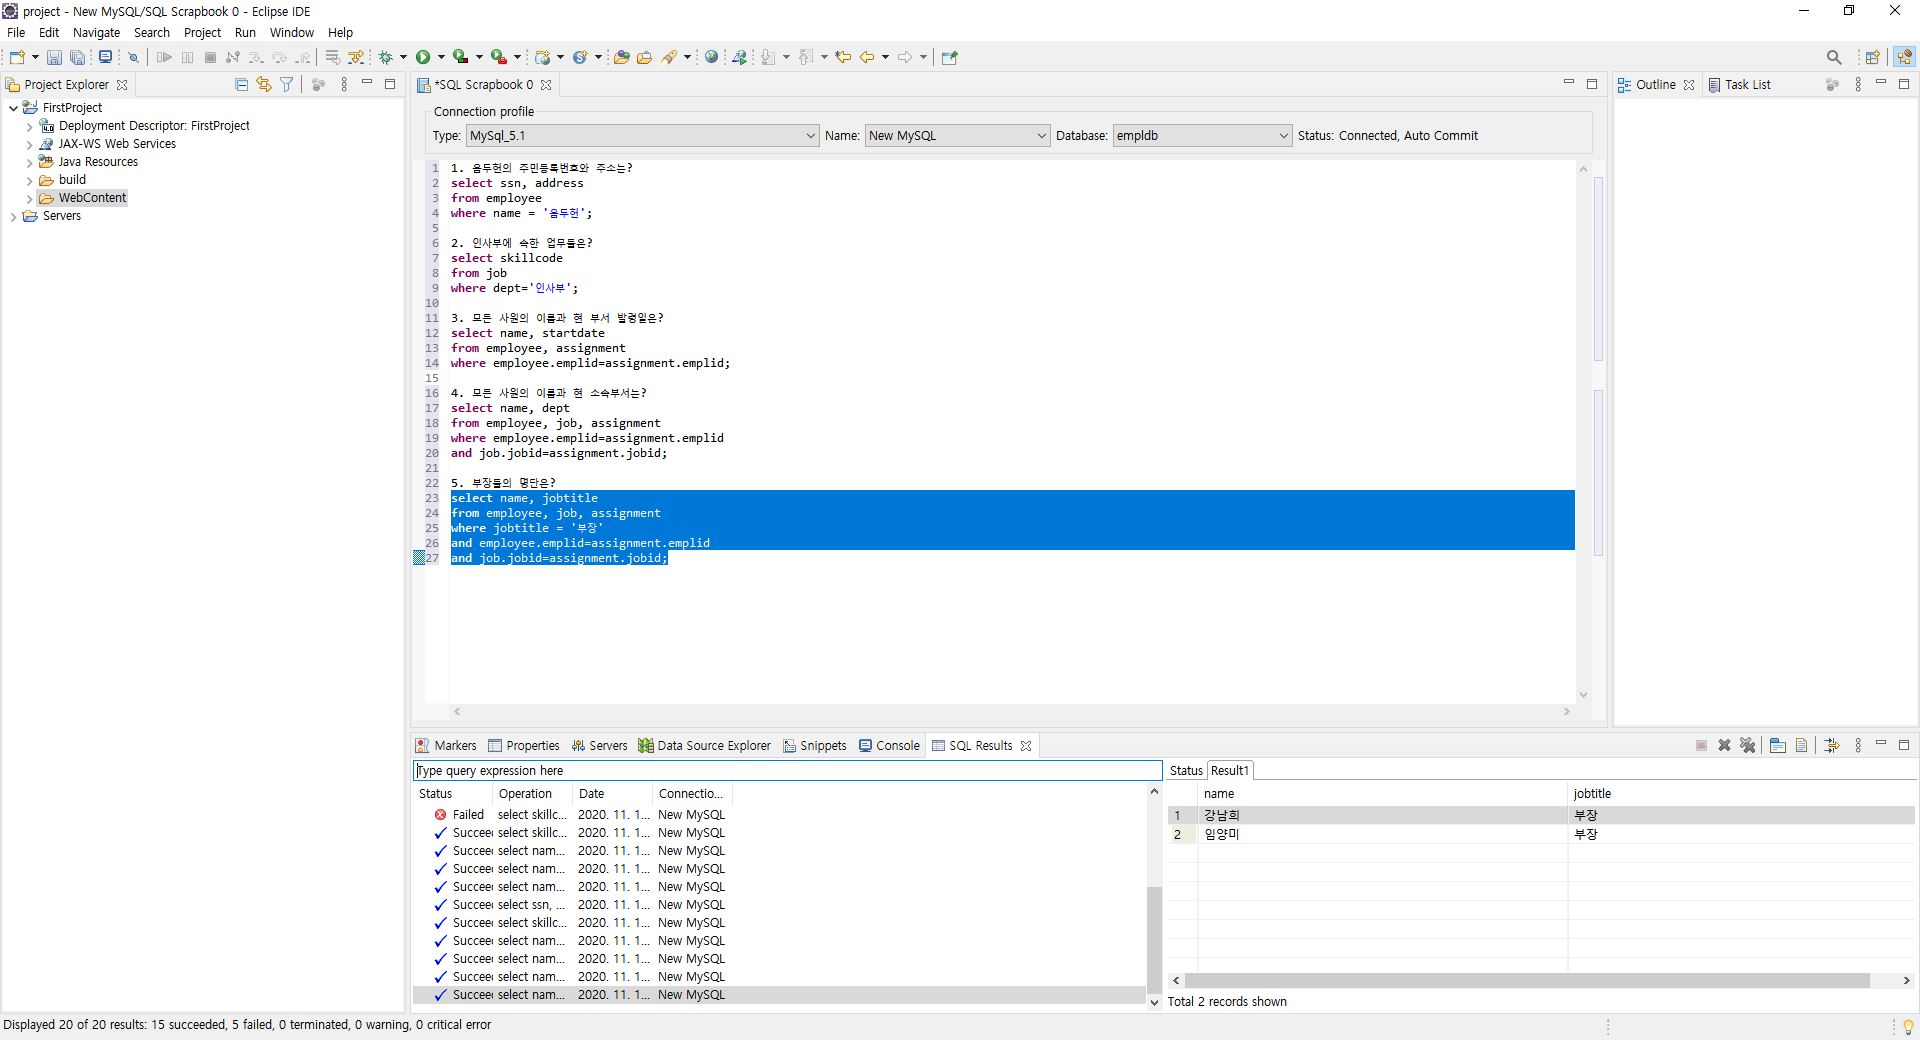 project - New MySQL/SQL Scrapbook 0 - Eclipse IDE
File Edit Navigate Search Project Run Window Help
Project Explorer
FirstProject
Deployment Descriptor: FirstProject
JAX-WS Web Services
Java Resources
build
WebContent
Servers
*SQL Scrapbook 0
Connection profile
Type: MySql_5.1 Name: New MySQL Database: empldb Status: Connected, Auto Commit
1 1. 음두헌의 주민등록번호와 주소는?
2 select ssn, address
3 from employee
4 where name = '음두헌';
5
6 2. 인사부에 속한 업무들은?
7 select skillcode
8 from job
9 where dept='인사부';
10
11 3. 모든 사원의 이름과 현 부서 발령일은?
12 select name, startdate
13 from employee, assignment
14 where employee.emplid=assignment.emplid;
15
16 4. 모든 사원의 이름과 현 소속부서는?
17 select name, dept
18 from employee, job, assignment
19 where employee.emplid=assignment.emplid
20 and job.jobid=assignment.jobid;
21
22 5. 부장들의 명단은?
23 select name, jobtitle
24 from employee, job, assignment
25 where jobtitle = '부장'
26 and employee.emplid=assignment.emplid
27 and job.jobid=assignment.jobid;
Outline Task List
Markers Properties Servers Data Source Explorer Snippets Console SQL Results
Type query expression here
Status Operation Date Connectio...
Failed select skillc... 2020. 11. 1... New MySQL
Succee select skillc... 2020. 11. 1... New MySQL
Succee select nam... 2020. 11. 1... New MySQL
Succee select nam... 2020. 11. 1... New MySQL
Succee select nam... 2020. 11. 1... New MySQL
Succee select ssn, ... 2020. 11. 1... New MySQL
Succee select skillc... 2020. 11. 1... New MySQL
Succee select nam... 2020. 11. 1... New MySQL
Succee select nam... 2020. 11. 1... New MySQL
Succee select nam... 2020. 11. 1... New MySQL
Succee select nam... 2020. 11. 1... New MySQL
Status Result1
name jobtitle
1 강남희 부장
2 임양미 부장
Total 2 records shown
Displayed 20 of 20 results: 15 succeeded, 5 failed, 0 terminated, 0 warning, 0 critical error